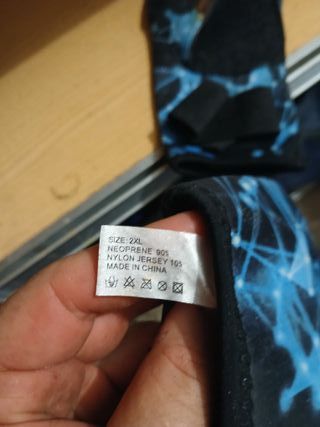 SIZE: 2XL
NEOPRENE 90%
NYLON JERSEY 10%
MADE IN CHINA